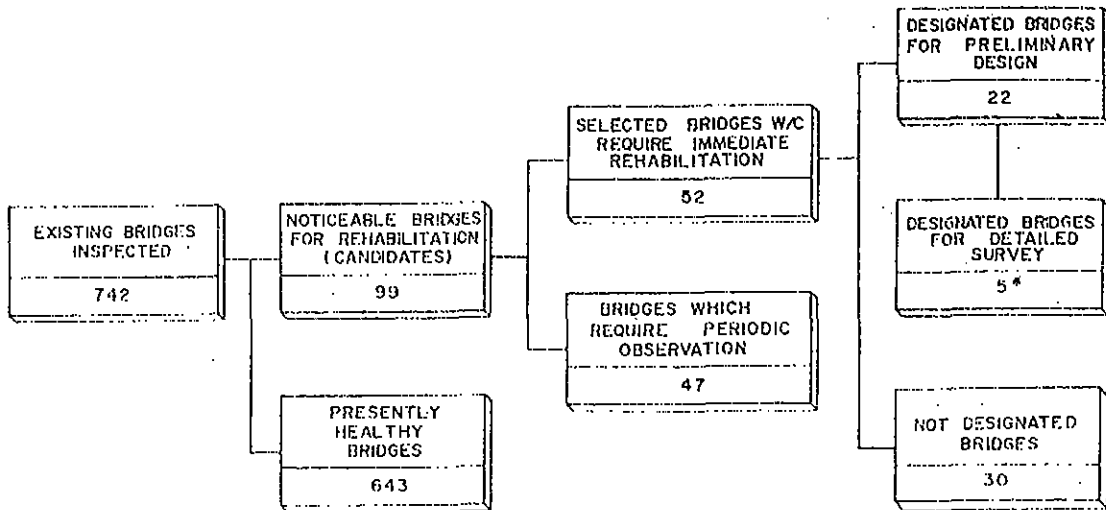 EXISTING BRIDGES
INSPECTED
742
NOTICEABLE BRIDGES
FOR REHABILITATION
(CANDIDATES)
99
PRESENTLY
HEALTHY
BRIDGES
643
SELECTED BRIDGES W/C
REQUIRE IMMEDIATE
REHABILITATION
52
BRIDGES WHICH
REQUIRE PERIODIC
OBSERVATION
47
DESIGNATED BRIDGES
FOR PRELIMINARY
DESIGN
22
DESIGNATED BRIDGES
FOR DETAILED
SURVEY
5*
NOT DESIGNATED
BRIDGES
30